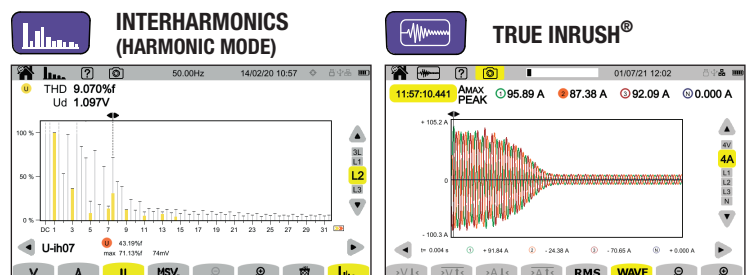 INTERHARMONICS
(HARMONIC MODE)
50.00Hz 14/02/20 10:57
U THD 9.070%f
Ud 1.097V
100 %
50 %
0 %
DC 1 3 5 7 9 11 13 15 17 19 21 23 25 27 29 31
3L
L1
L2
L3
U-ih07 U 43.19%f
max 71.13%f 74mV
V A U MSV
TRUE INRUSH®
01/07/21 12:02
11:57:10.441 AMAX PEAK 1 95.89 A 2 87.38 A 3 92.09 A N 0.000 A
+ 105.2 A
0
- 100.3 A
4V
4A
L1
L2
L3
N
t= 0.004 s 1 + 91.84 A 2 - 24.38 A 3 - 70.65 A N + 0.000 A
RMS WAVE